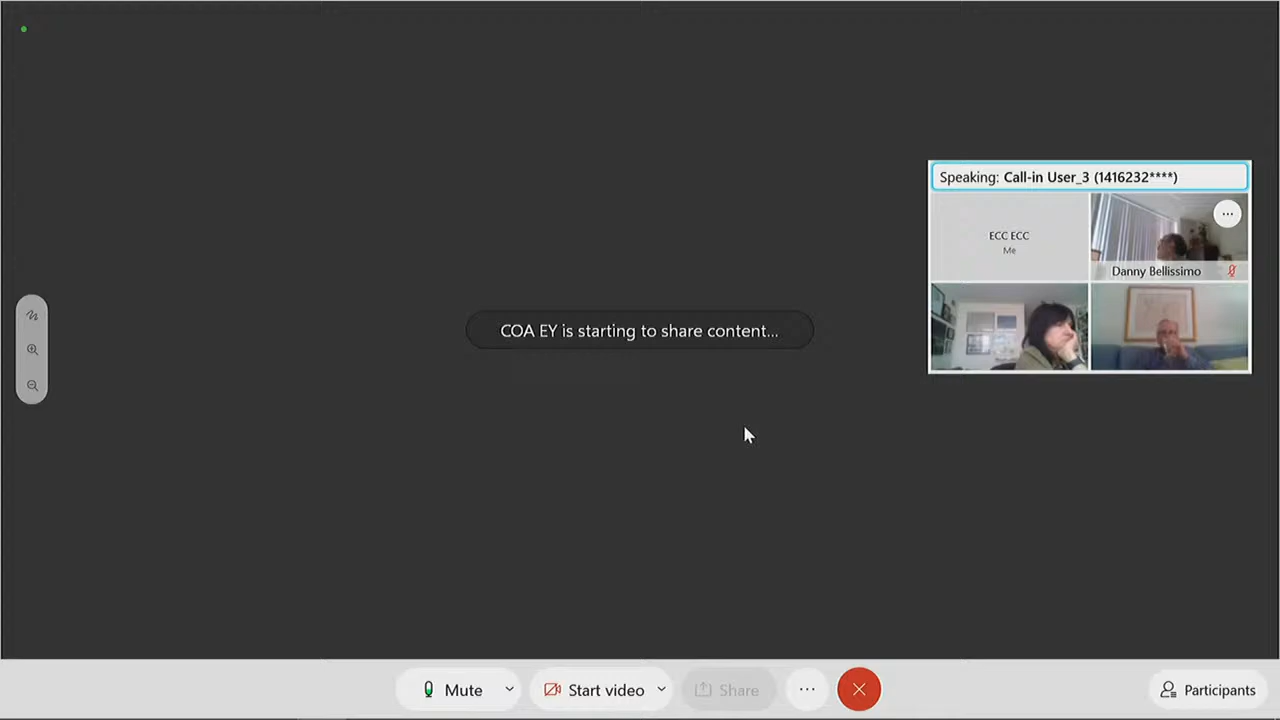 Speaking: Call-in User_3 (1416232****)
ECC ECC
Me
Danny Bellissimo
COA EY is starting to share content...
Mute
Start video
Share
Participants